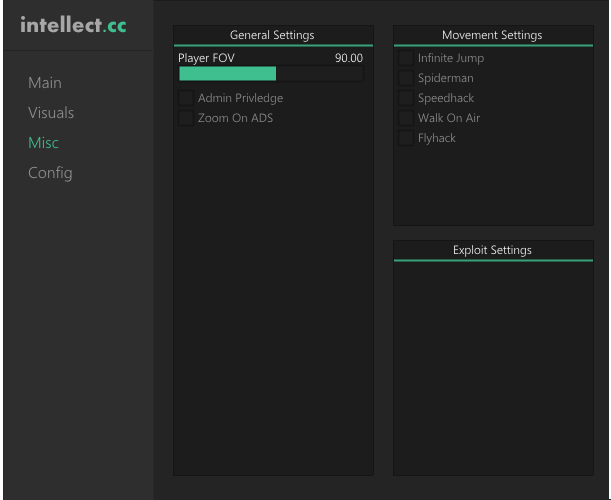 intellect.cc
Main
Visuals
Misc
Config
General Settings
Player FOV 90.00
Admin Privledge
Zoom On ADS
Movement Settings
Infinite Jump
Spiderman
Speedhack
Walk On Air
Flyhack
Exploit Settings